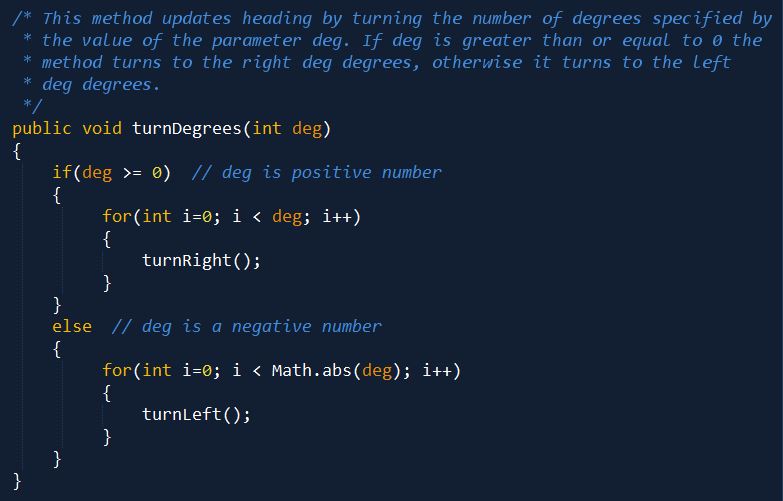 /* This method updates heading by turning the number of degrees specified by
 * the value of the parameter deg. If deg is greater than or equal to 0 the
 * method turns to the right deg degrees, otherwise it turns to the left
 * deg degrees.
 */
public void turnDegrees(int deg)
{
    if(deg >= 0)  // deg is positive number
    {
         for(int i=0; i < deg; i++)
         {
             turnRight();
         }
    }
    else  // deg is a negative number
    {
         for(int i=0; i < Math.abs(deg); i++)
         {
             turnLeft();
         }
    }
}